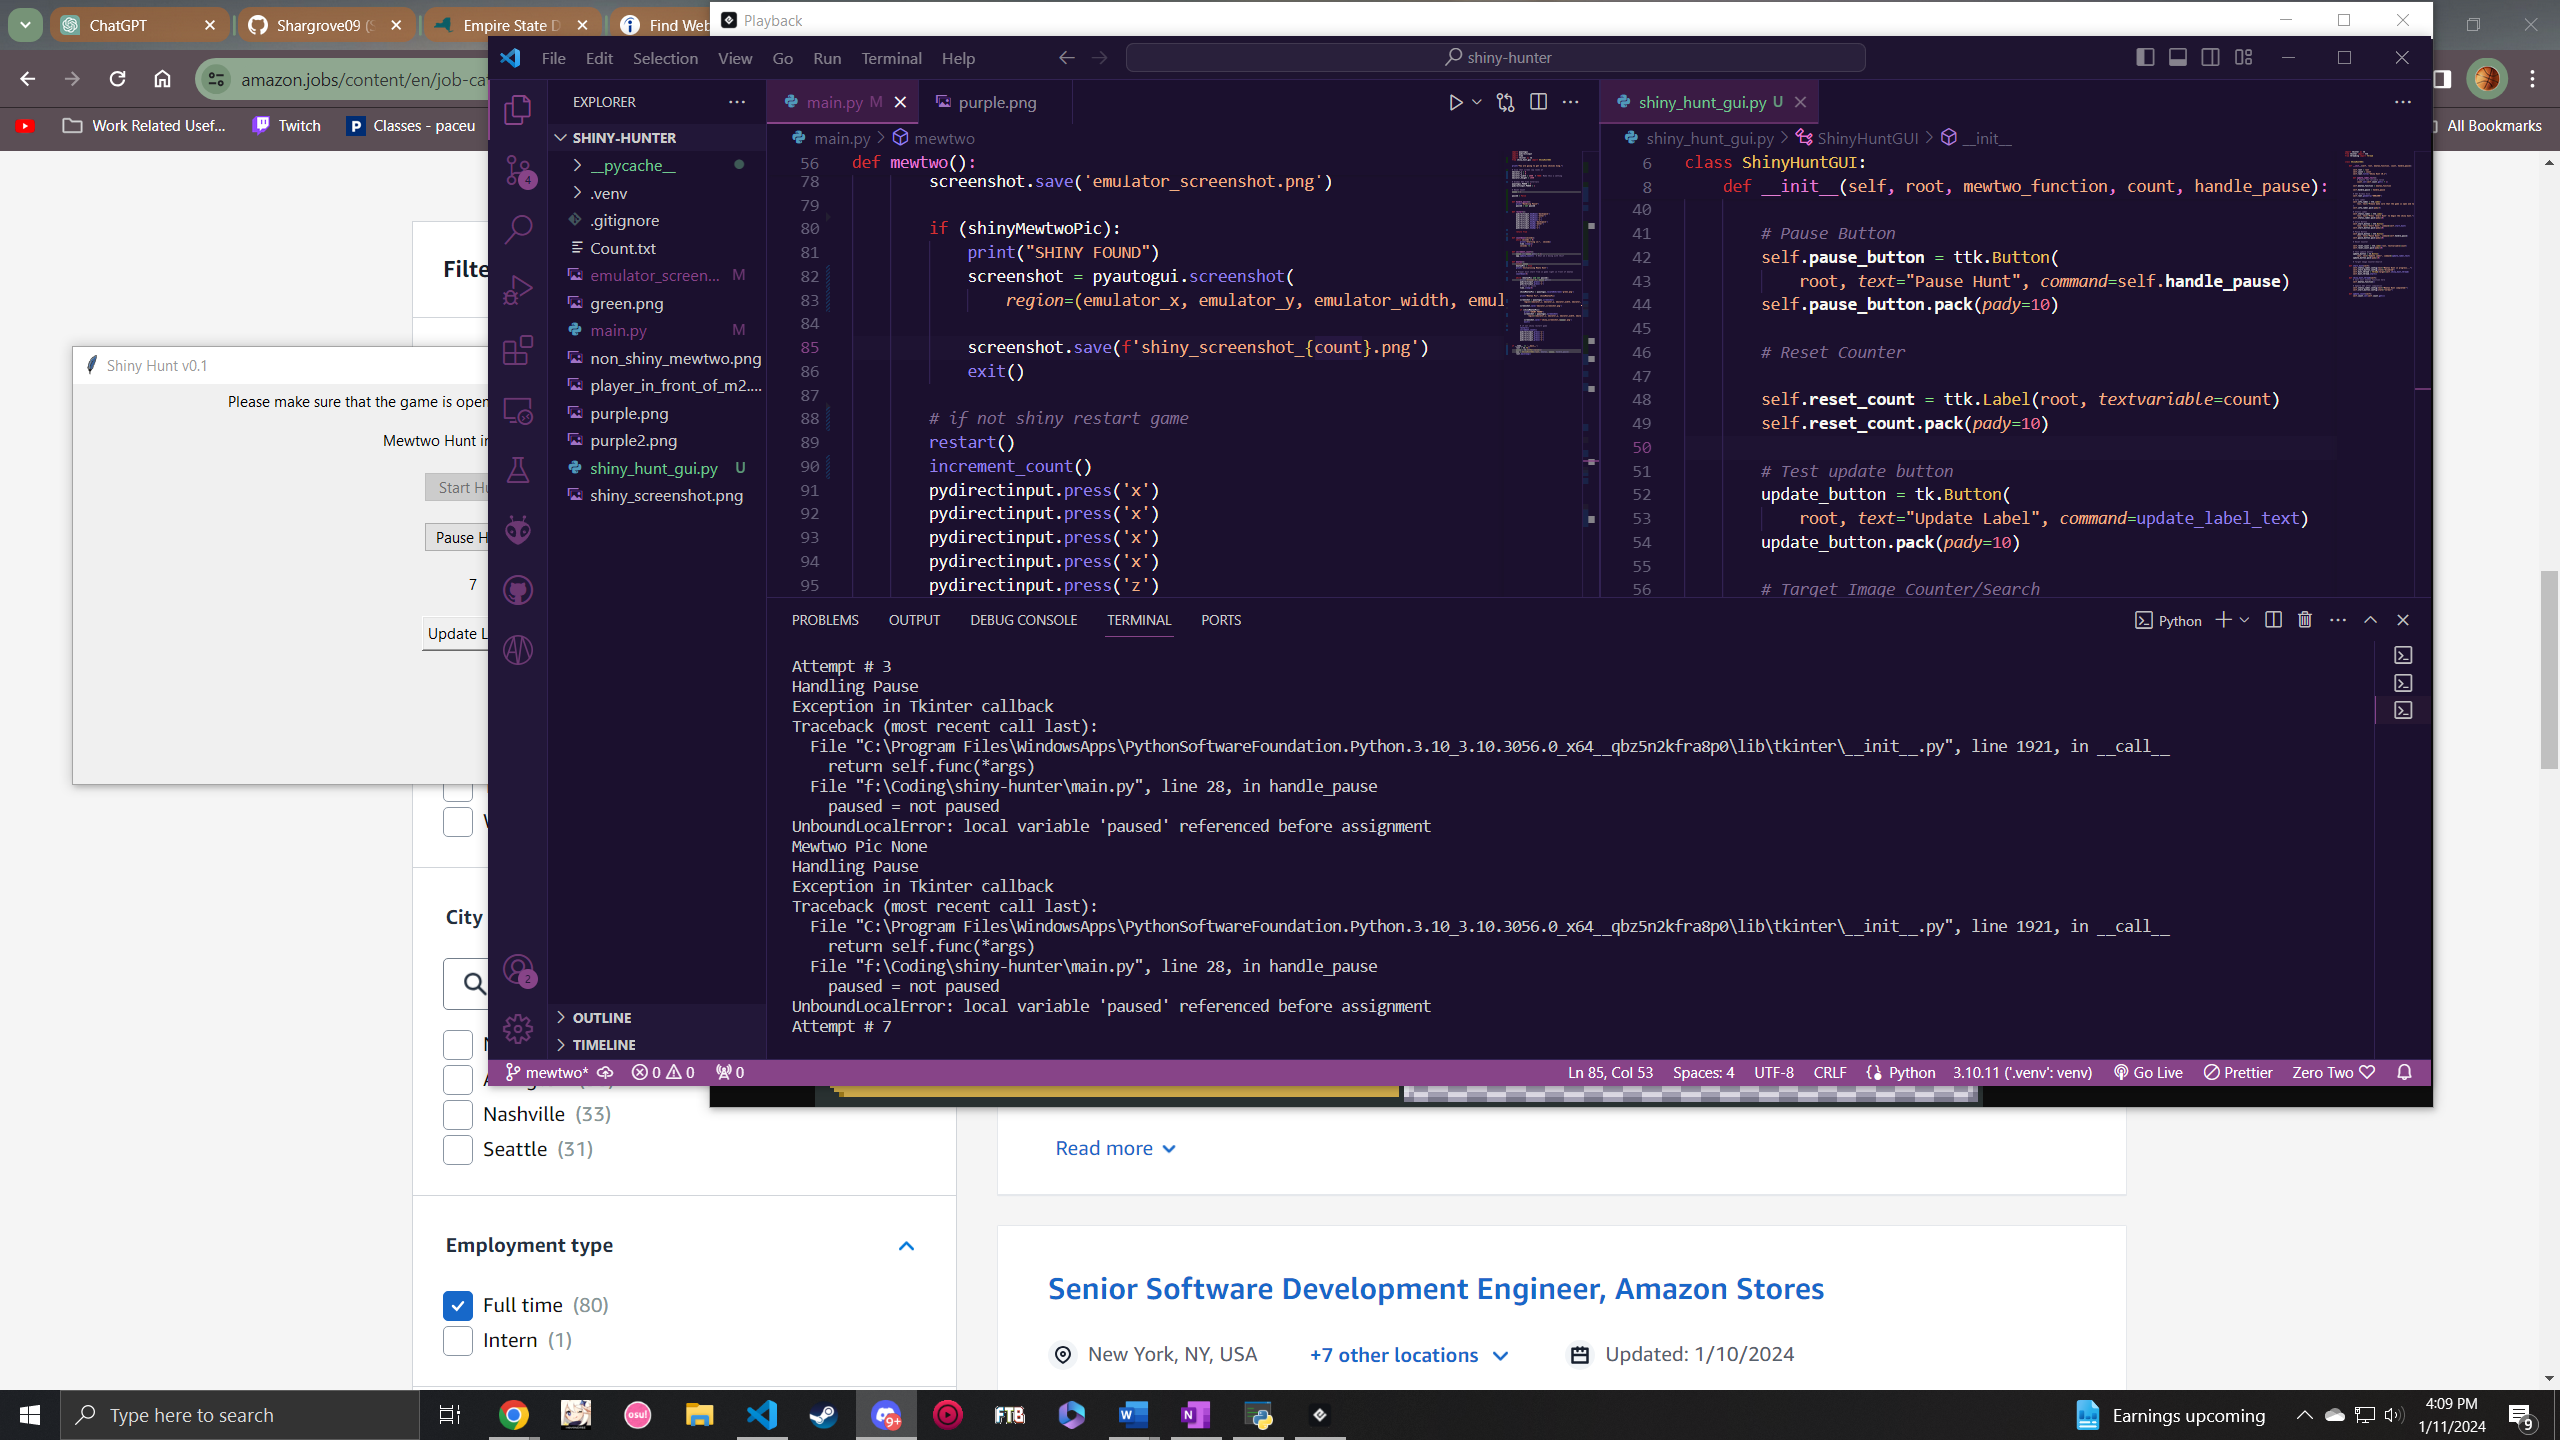 ChatGPT
Shargrove09 (S
Empire State D
Find Web
Playback
amazon.jobs/content/en/job-ca
Work Related Usef...
Twitch
Classes - paceu
All Bookmarks
File Edit Selection View Go Run Terminal Help
shiny-hunter
EXPLORER
SHINY-HUNTER
__pycache__
.venv
.gitignore
Count.txt
emulator_screen... M
green.png
main.py M
non_shiny_mewtwo.png
player_in_front_of_m2....
purple.png
purple2.png
shiny_hunt_gui.py U
shiny_screenshot.png
OUTLINE
TIMELINE
main.py M
purple.png
main.py > mewtwo
56 def mewtwo():
78 screenshot.save('emulator_screenshot.png')
79
80 if (shinyMewtwoPic):
81 print("SHINY FOUND")
82 screenshot = pyautogui.screenshot(
83 region=(emulator_x, emulator_y, emulator_width, emul
84
85 screenshot.save(f'shiny_screenshot_{count}.png')
86 exit()
87
88 # if not shiny restart game
89 restart()
90 increment_count()
91 pydirectinput.press('x')
92 pydirectinput.press('x')
93 pydirectinput.press('x')
94 pydirectinput.press('x')
95 pydirectinput.press('z')
shiny_hunt_gui.py U
shiny_hunt_gui.py > ShinyHuntGUI > __init__
6 class ShinyHuntGUI:
8 def __init__(self, root, mewtwo_function, count, handle_pause):
40
41 # Pause Button
42 self.pause_button = ttk.Button(
43 root, text="Pause Hunt", command=self.handle_pause)
44 self.pause_button.pack(pady=10)
45
46 # Reset Counter
47
48 self.reset_count = ttk.Label(root, textvariable=count)
49 self.reset_count.pack(pady=10)
50
51 # Test update button
52 update_button = tk.Button(
53 root, text="Update Label", command=update_label_text)
54 update_button.pack(pady=10)
55
56 # Target Image Counter/Search
PROBLEMS OUTPUT DEBUG CONSOLE TERMINAL PORTS
Python
Attempt # 3
Handling Pause
Exception in Tkinter callback
Traceback (most recent call last):
File "C:\Program Files\WindowsApps\PythonSoftwareFoundation.Python.3.10_3.10.3056.0_x64__qbz5n2kfra8p0\lib\tkinter\__init__.py", line 1921, in __call__
return self.func(*args)
File "f:\Coding\shiny-hunter\main.py", line 28, in handle_pause
paused = not paused
UnboundLocalError: local variable 'paused' referenced before assignment
Mewtwo Pic None
Handling Pause
Exception in Tkinter callback
Traceback (most recent call last):
File "C:\Program Files\WindowsApps\PythonSoftwareFoundation.Python.3.10_3.10.3056.0_x64__qbz5n2kfra8p0\lib\tkinter\__init__.py", line 1921, in __call__
return self.func(*args)
File "f:\Coding\shiny-hunter\main.py", line 28, in handle_pause
paused = not paused
UnboundLocalError: local variable 'paused' referenced before assignment
Attempt # 7
4
2
mewtwo* 0 0 0
Ln 85, Col 53 Spaces: 4 UTF-8 CRLF Python 3.10.11 ('.venv': venv) Go Live Prettier Zero Two
Shiny Hunt v0.1
Please make sure that the game is open
Mewtwo Hunt in
Start Hu
Pause H
7
Update L
Filte
City
Nashville (33)
Seattle (31)
Employment type
Full time (80)
Intern (1)
Read more
Senior Software Development Engineer, Amazon Stores
New York, NY, USA +7 other locations Updated: 1/10/2024
Type here to search
osu!
9+
FTB
Earnings upcoming
4:09 PM
1/11/2024
9